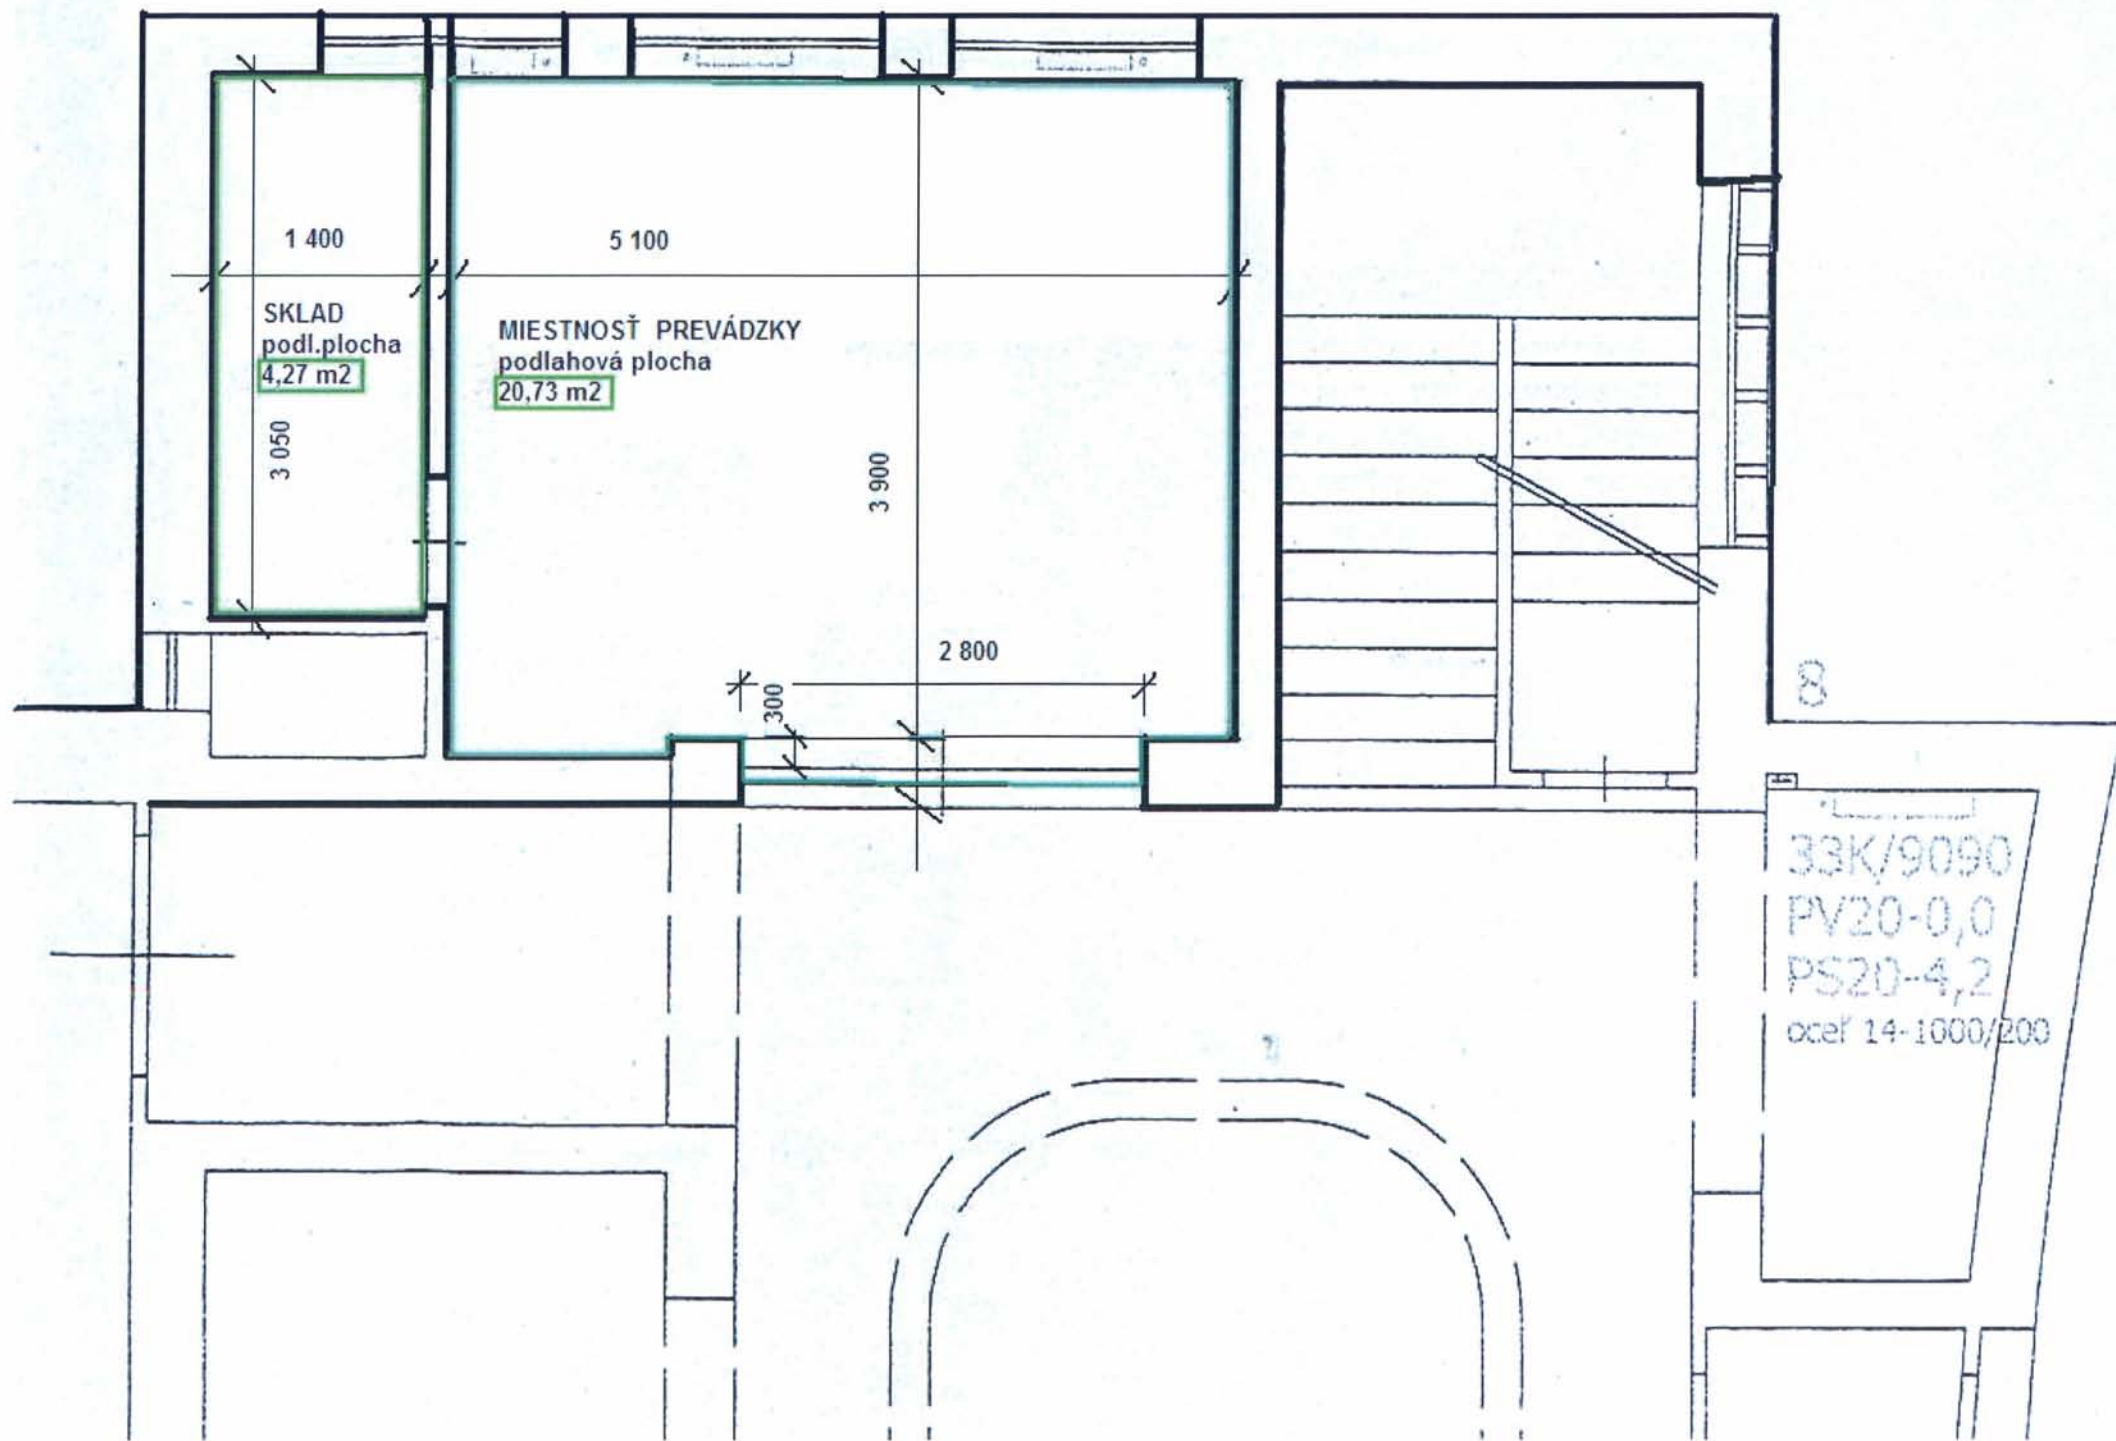 1 400
5 100
SKLAD
podl.plocha
4,27 m2
3 050
MIESTNOSŤ PREVÁDZKY
podlahová plocha
20,73 m2
3 900
2 800
300
8
33K/9090
PV20-0,0
PS20-4,2
oceľ 14-1000/200